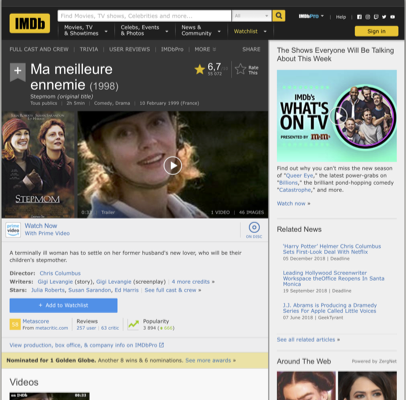 IMDb
Find Movies, TV shows, Celebrities and more...
All
IMDbPro
Help
Movies, TV & Showtimes
Celebs, Events & Photos
News & Community
Watchlist
Sign in
FULL CAST AND CREW | TRIVIA | USER REVIEWS | IMDbPro | MORE
SHARE
Ma meilleure
ennemie (1998)
Stepmom (original title)
Tous publics | 2h 5min | Comedy, Drama | 10 February 1999 (France)
6,7
Rate This
STEPMOM
Trailer
1 VIDEO | 46 IMAGES
prime video
Watch Now
With Prime Video
ON DISC
A terminally ill woman has to settle on her former husband's new lover, who will be their
children's stepmother.
Director: Chris Columbus
Writers: Gigi Levangie (story), Gigi Levangie (screenplay) | 4 more credits »
Stars: Julia Roberts, Susan Sarandon, Ed Harris | See full cast & crew »
+ Add to Watchlist
Metascore
From metacritic.com
Reviews
257 user | 63 critic
Popularity
View production, box office, & company info on IMDbPro
Nominated for 1 Golden Globe. Another 8 wins & 6 nominations. See more awards »
Videos
The Shows Everyone Will Be Talking
About This Week
IMDb's
WHAT'S
ON TV
PRESENTED BY
Find out why you can't miss the new season
of "Queer Eye," the latest power-grabs on
"Billions," the brilliant pond-hopping comedy
"Catastrophe," and more.
Watch now »
Related News
'Harry Potter' Helmer Chris Columbus
Sets First-Look Deal With Netflix
05 December 2018 | Deadline
Leading Hollywood Screenwriter
Workspace theOffice Reopens In Santa
Monica
19 September 2018 | Deadline
J.J. Abrams is Producing a Dramedy
Series For Apple Called Little Voices
07 June 2018 | GeekTyrant
See all related articles »
Around The Web
Powered by ZergNet